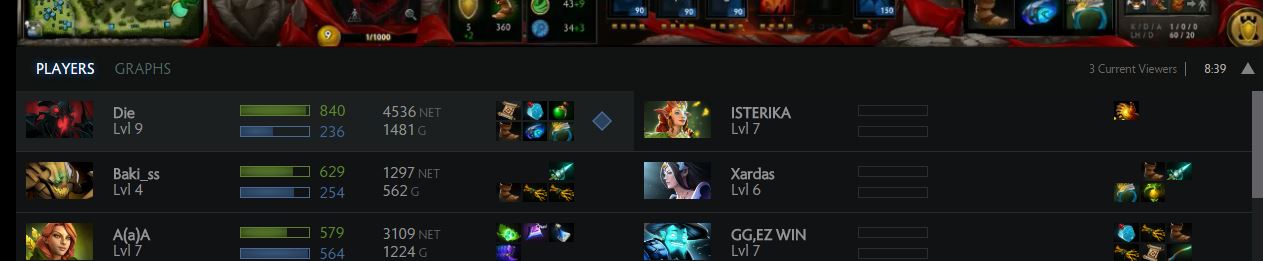 9
1/1000
5
2
360
43+9
34+3
90
90
90
150
K / D / A 1 / 0 / 0
LH / D 60 / 20
PLAYERS GRAPHS 3 Current Viewers 8:39
Die 840 4536 NET ISTERIKA
Lvl 9 236 1481 G Lvl 7
Baki_ss 629 1297 NET Xardas
Lvl 4 254 562 G Lvl 6
A(a)A 579 3109 NET GG,EZ WIN
Lvl 7 564 1224 G Lvl 7